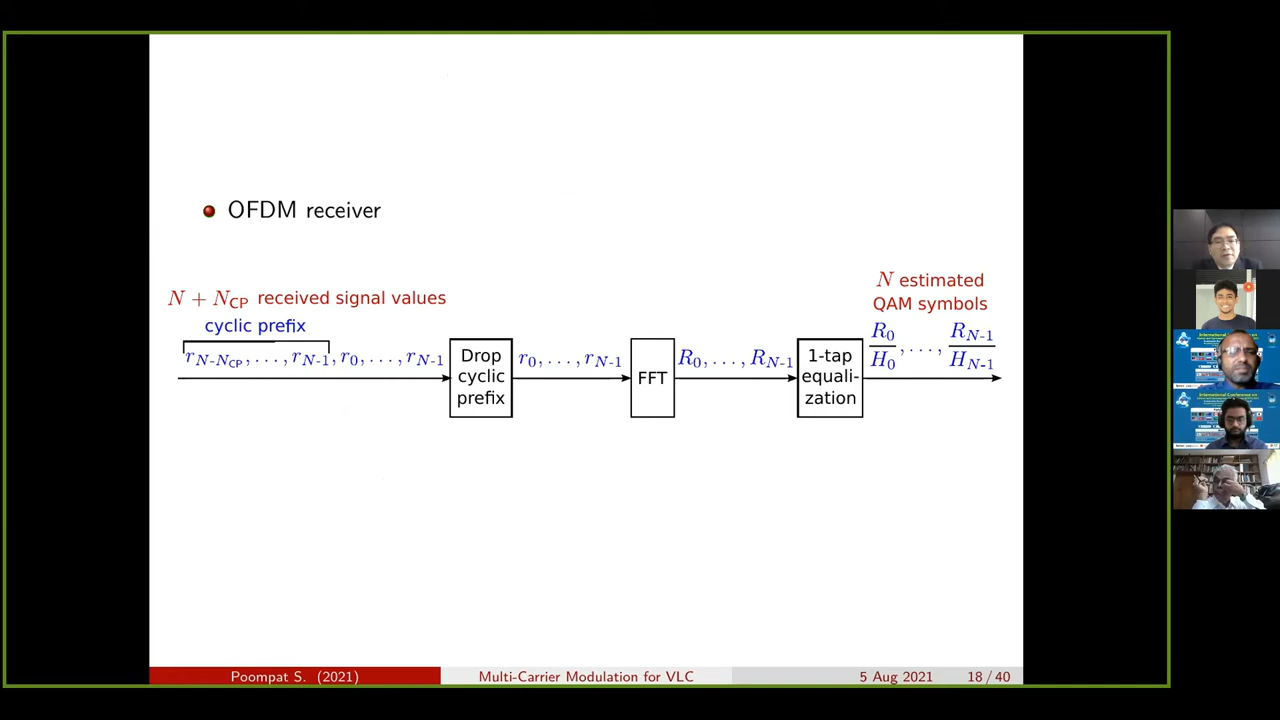 OFDM receiver
N + N_CP received signal values
cyclic prefix
r_{N-N_CP}, . . . , r_{N-1}, r_0, . . . , r_{N-1}
Drop
cyclic
prefix
r_0, . . . , r_{N-1}
FFT
R_0, . . . , R_{N-1}
1-tap
equali-
zation
N estimated
QAM symbols
R_0/H_0, . . . , R_{N-1}/H_{N-1}
Poompat S. (2021)
Multi-Carrier Modulation for VLC
5 Aug 2021
18 / 40